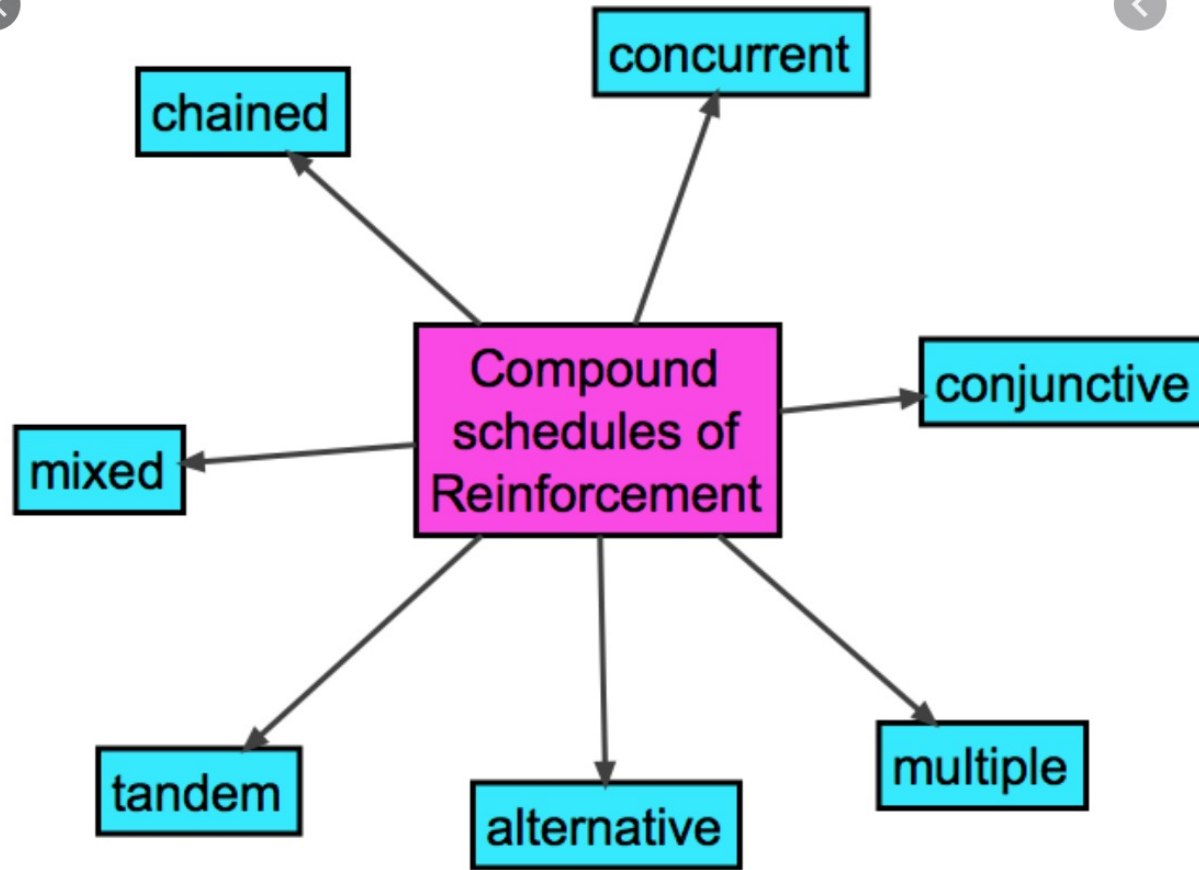 concurrent
chained
Compound
schedules of
Reinforcement
conjunctive
mixed
multiple
tandem
alternative